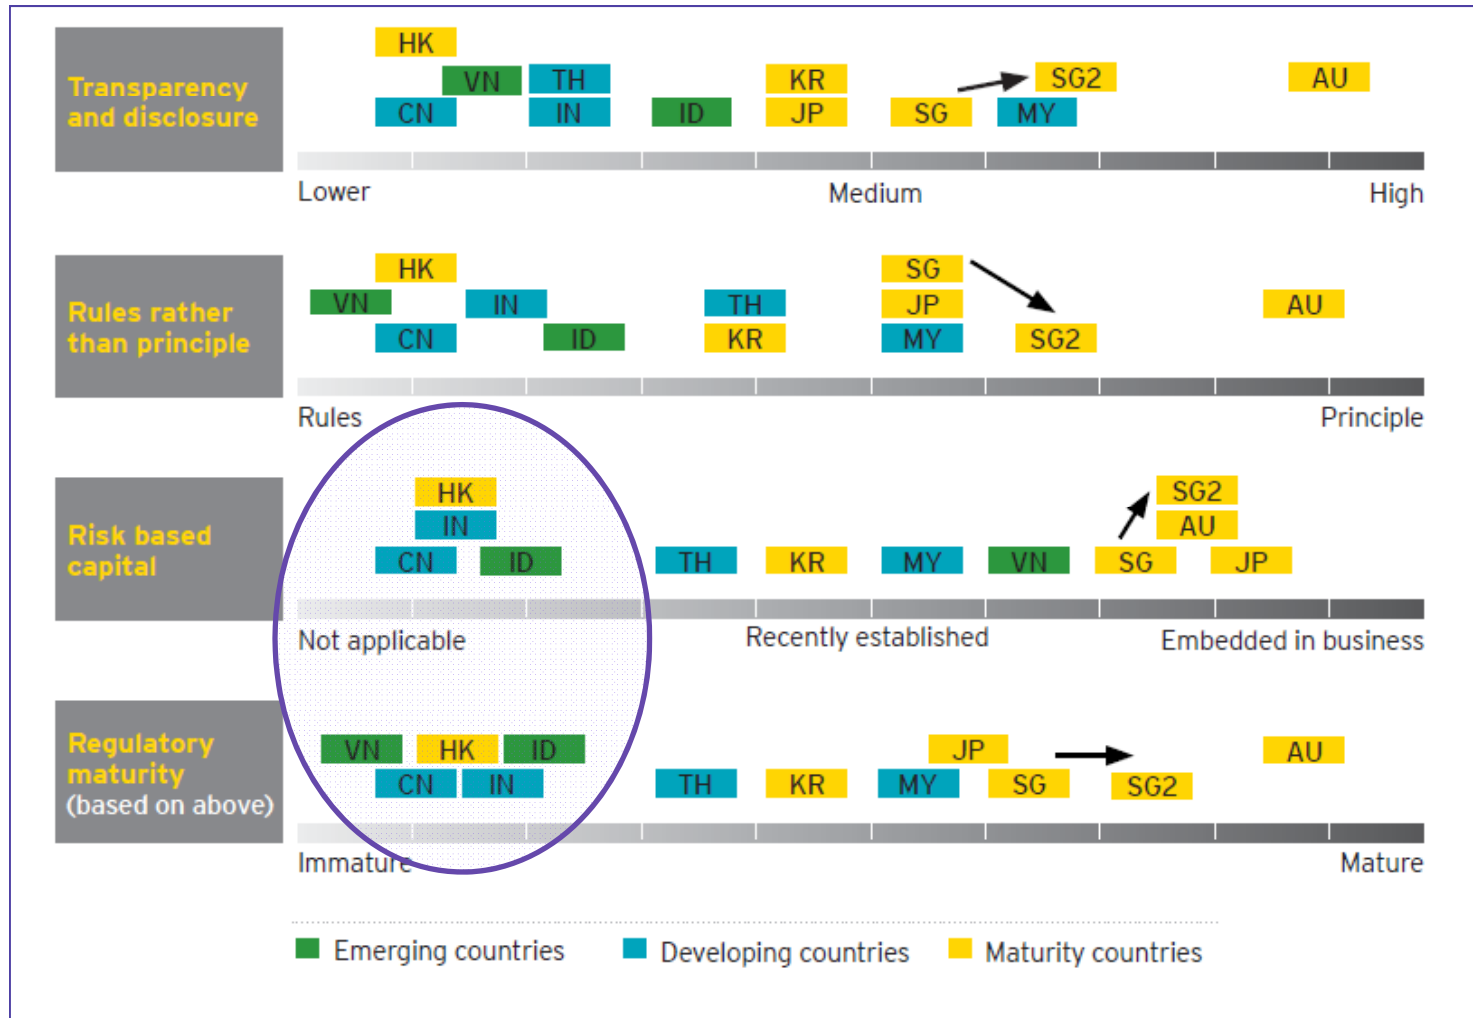 Transparency
and disclosure
HK
VN TH KR SG2 AU
CN IN ID JP SG MY
Lower Medium High
Rules rather
than principle
HK SG
VN IN TH JP AU
CN ID KR MY SG2
Rules Principle
Risk based
capital
HK SG2
IN AU
CN ID TH KR MY VN SG JP
Not applicable Recently established Embedded in business
Regulatory
maturity
(based on above)
VN HK ID JP AU
CN IN TH KR MY SG SG2
Immature Mature
Emerging countries Developing countries Maturity countries